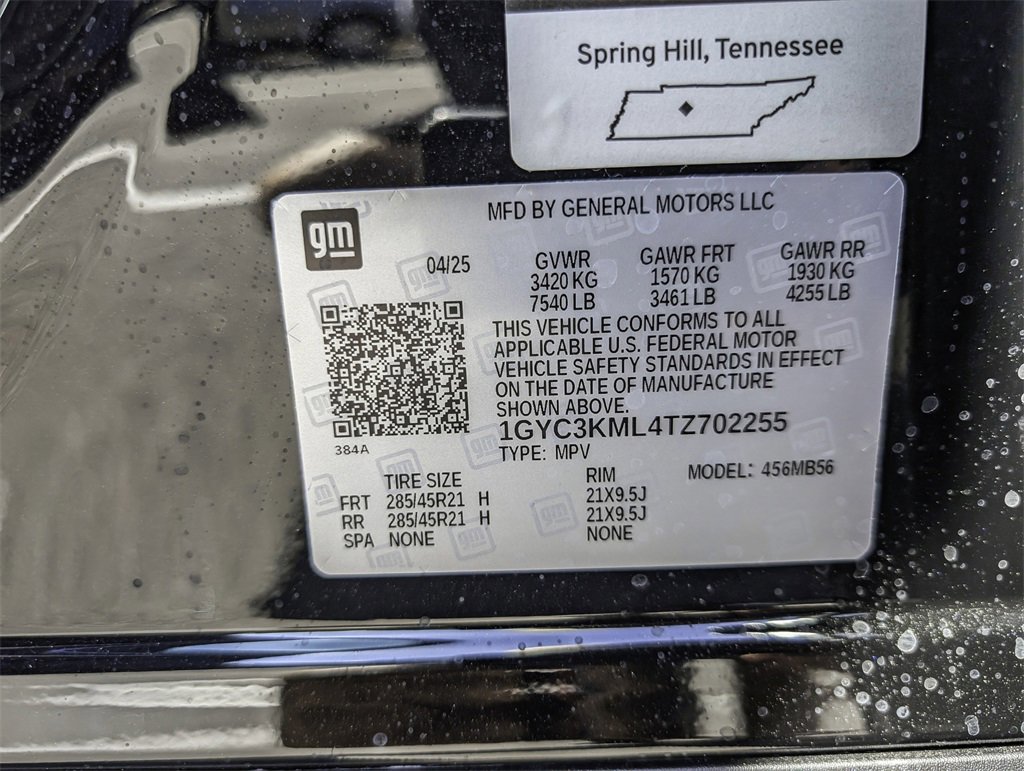 Spring Hill, Tennessee
gm
MFD BY GENERAL MOTORS LLC
04/25
GVWR
3420 KG
7540 LB
GAWR FRT
1570 KG
3461 LB
GAWR RR
1930 KG
4255 LB
THIS VEHICLE CONFORMS TO ALL
APPLICABLE U.S. FEDERAL MOTOR
VEHICLE SAFETY STANDARDS IN EFFECT
ON THE DATE OF MANUFACTURE
SHOWN ABOVE.
1GYC3KML4TZ702255
384A
TYPE: MPV
MODEL: 456MB56
TIRE SIZE RIM
FRT 285/45R21 H 21X9.5J
RR 285/45R21 H 21X9.5J
SPA NONE NONE